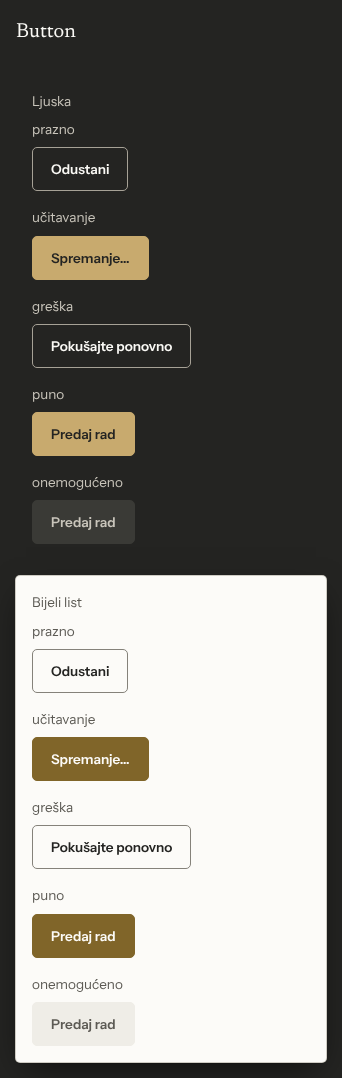 Button
Ljuska
prazno
Odustani
učitavanje
Spremanje…
greška
Pokušajte ponovno
puno
Predaj rad
onemogućeno
Predaj rad
Bijeli list
prazno
Odustani
učitavanje
Spremanje…
greška
Pokušajte ponovno
puno
Predaj rad
onemogućeno
Predaj rad